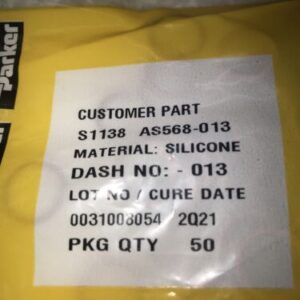 Parker
CUSTOMER PART
S1138 AS568-013
MATERIAL: SILICONE
DASH NO: - 013
LOT NO / CURE DATE
0031008054 2Q21
PKG QTY 50